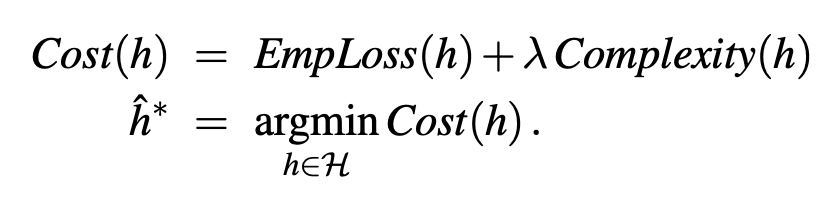 Cost(h) = EmpLoss(h) + λ Complexity(h)
ĥ* = argmin Cost(h) .
h∈ℋ